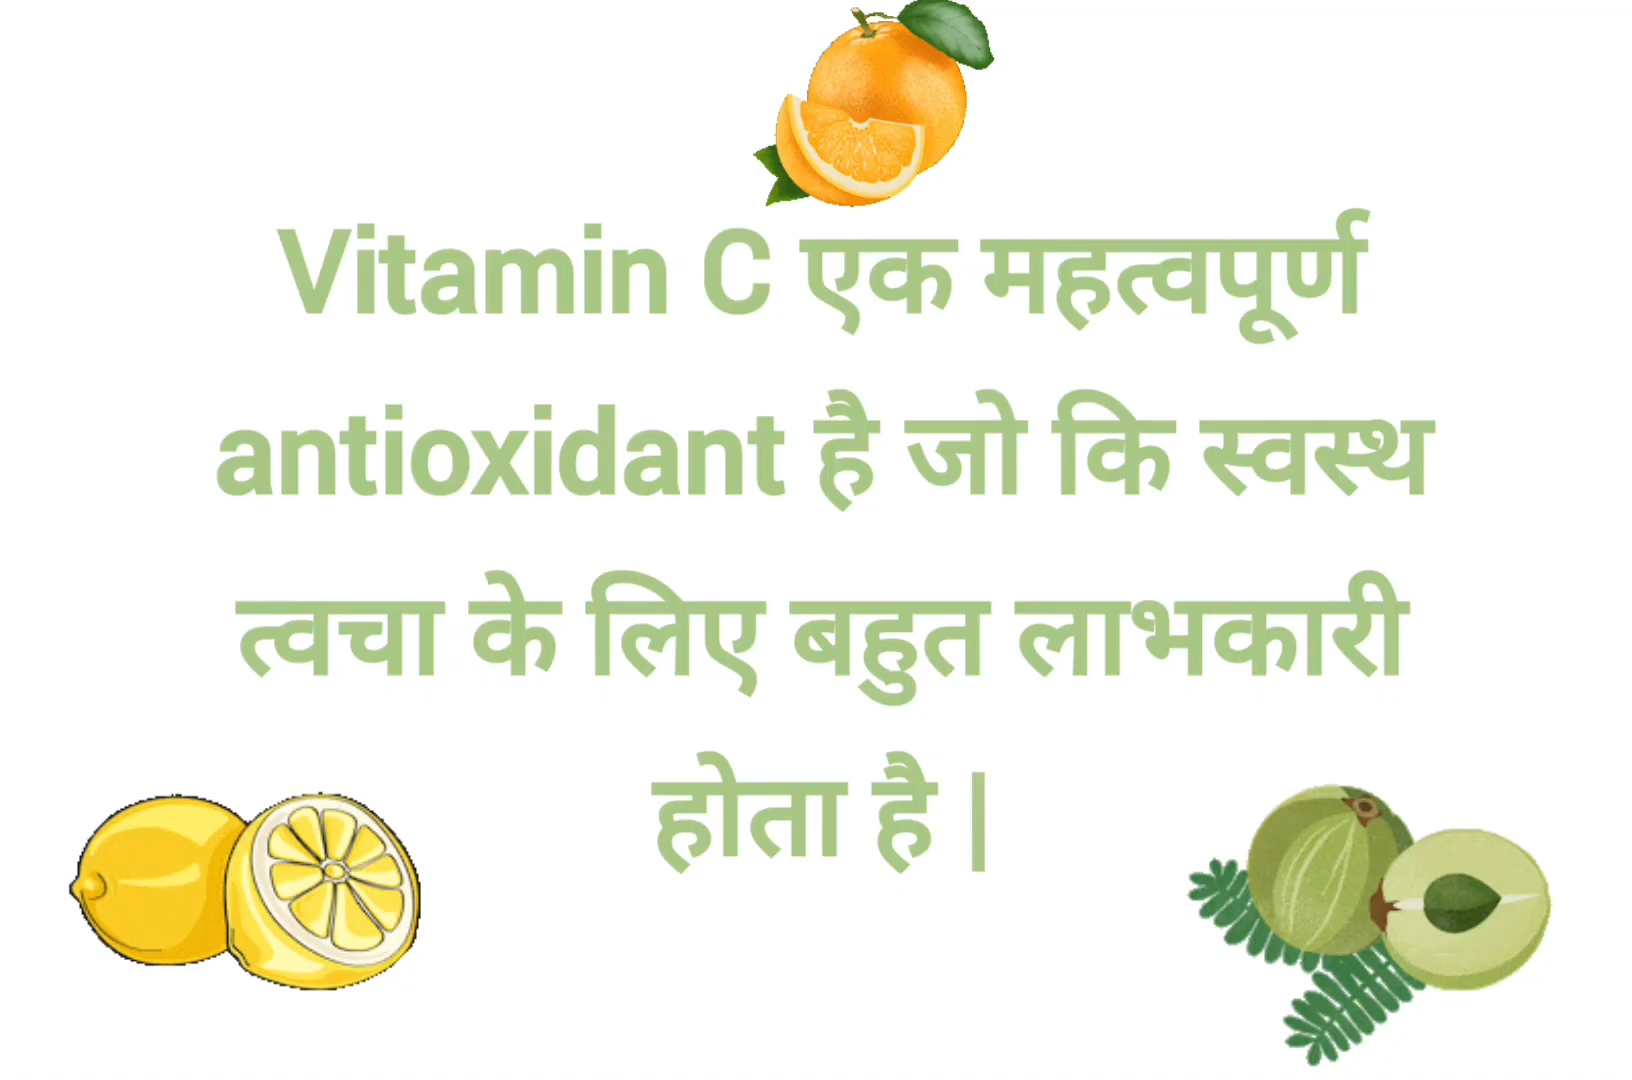 Vitamin C एक महत्वपूर्ण
antioxidant है जो कि स्वस्थ
त्वचा के लिए बहुत लाभकारी
होता है |